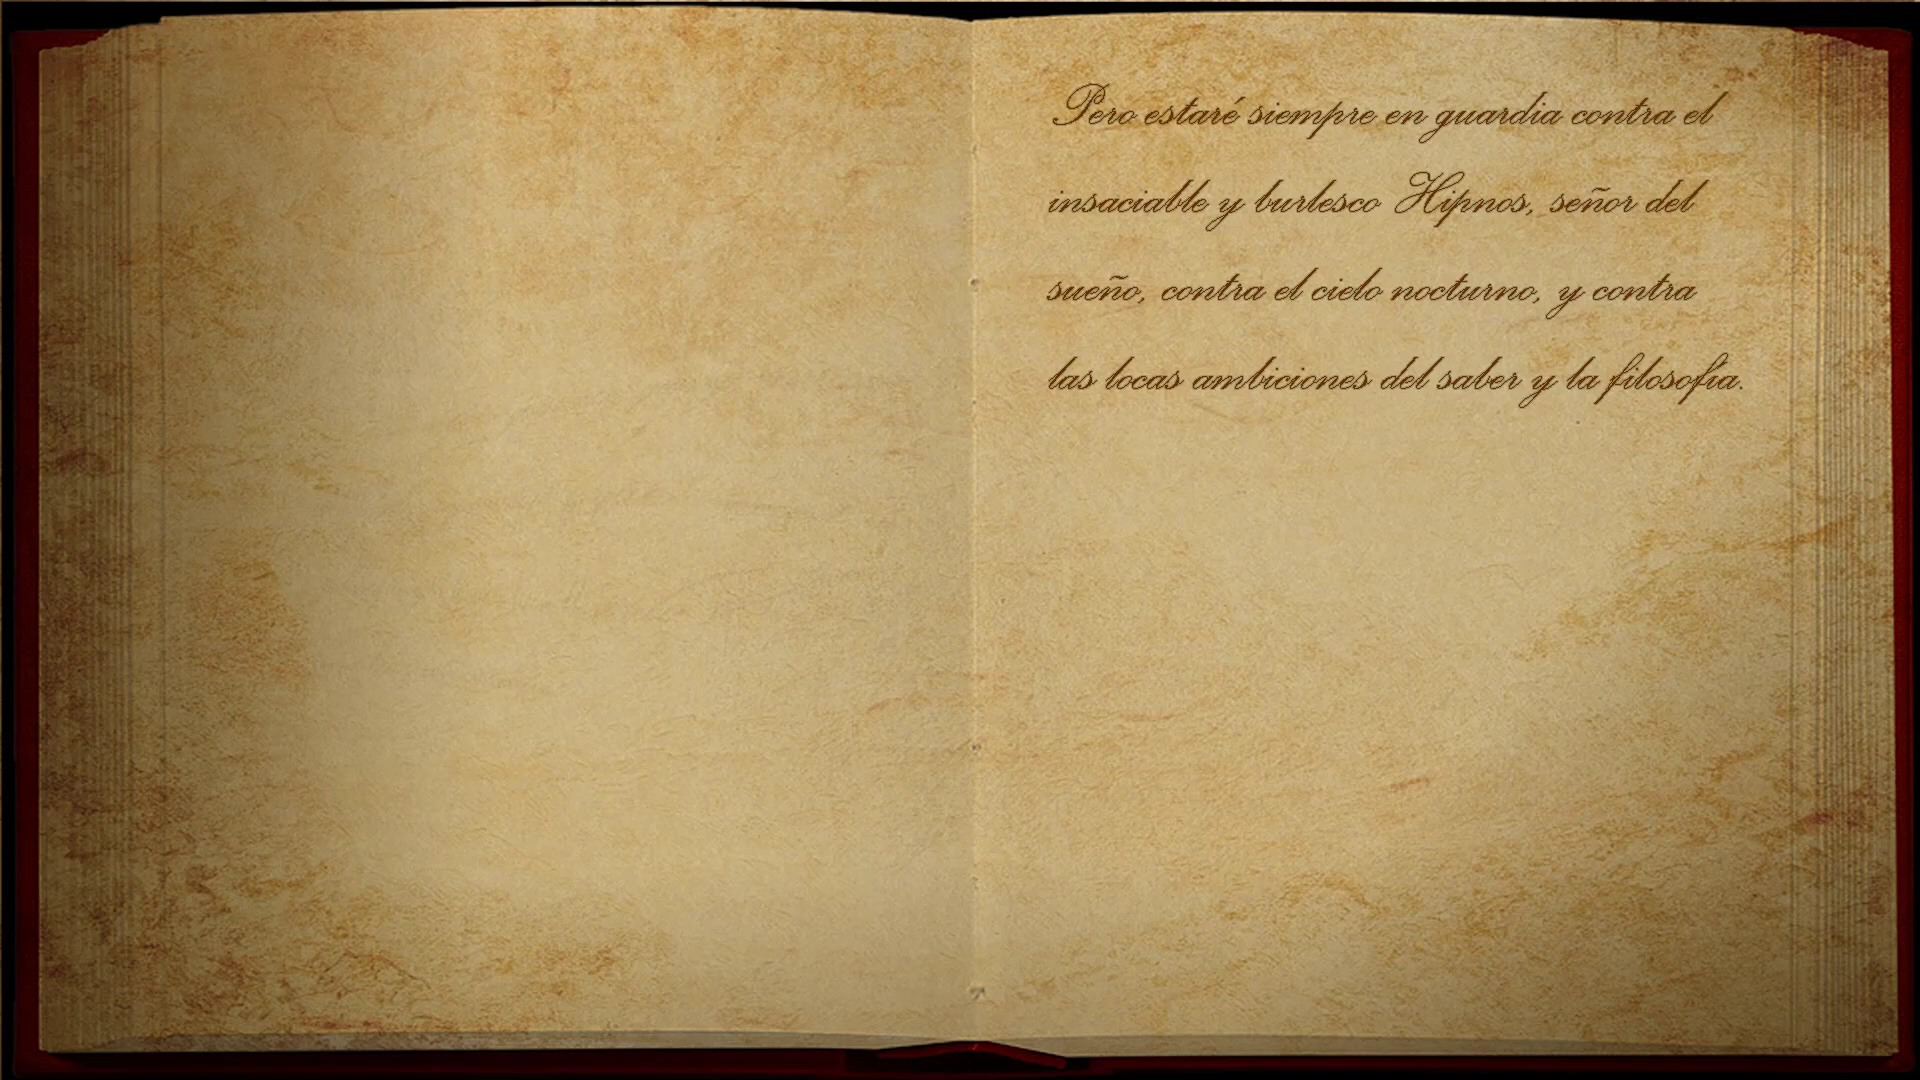 Pero estaré siempre en guardia contra el
insaciable y burlesco Hipnos, señor del
sueño, contra el cielo nocturno, y contra
las locas ambiciones del saber y la filosofía.